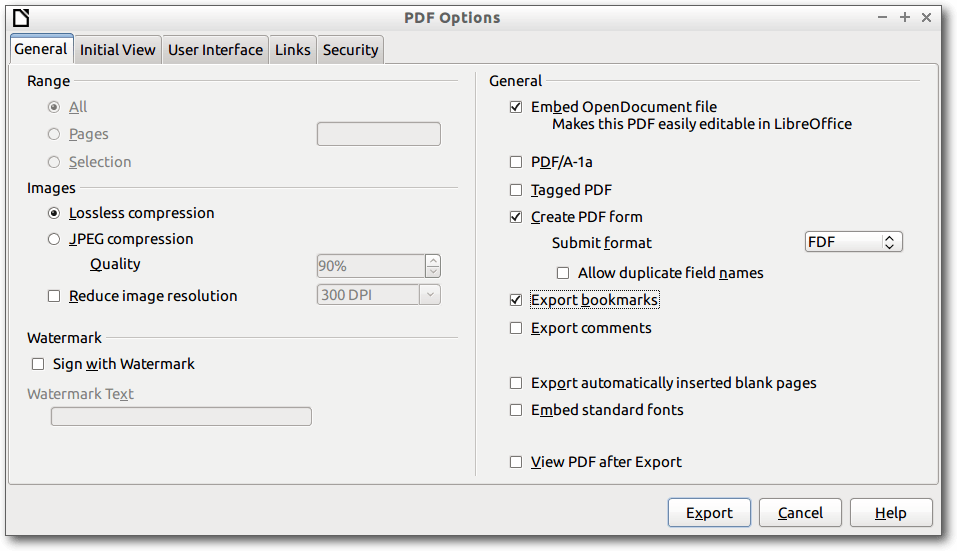 PDF Options
General
Initial View
User Interface
Links
Security
Range
All
Pages
Selection
Images
Lossless compression
JPEG compression
Quality
90%
Reduce image resolution
300 DPI
Watermark
Sign with Watermark
Watermark Text
General
Embed OpenDocument file
Makes this PDF easily editable in LibreOffice
PDF/A-1a
Tagged PDF
Create PDF form
Submit format
FDF
Allow duplicate field names
Export bookmarks
Export comments
Export automatically inserted blank pages
Embed standard fonts
View PDF after Export
Export
Cancel
Help